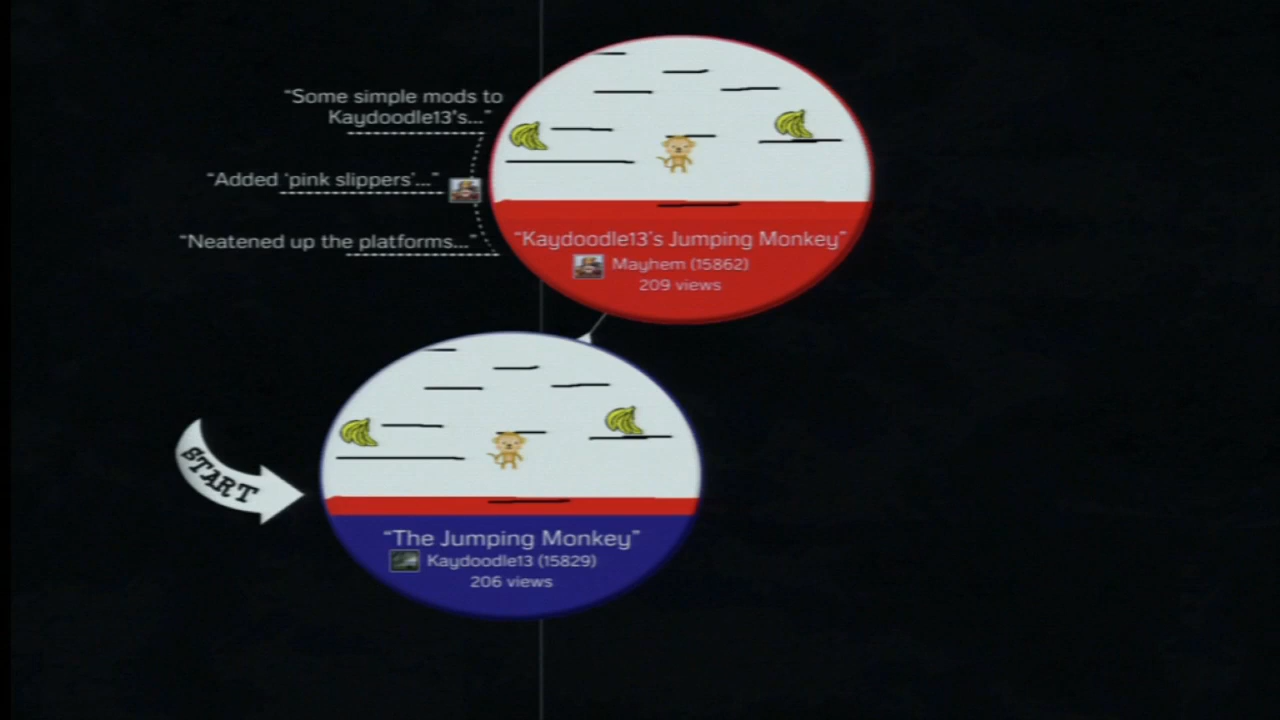 “Some simple mods to
Kaydoodle13's...”
“Added ‘pink slippers’...”
“Neatened up the platforms...”
“Kaydoodle13's Jumping Monkey”
Mayhem (15862)
209 views
START
“The Jumping Monkey”
Kaydoodle13 (15829)
206 views